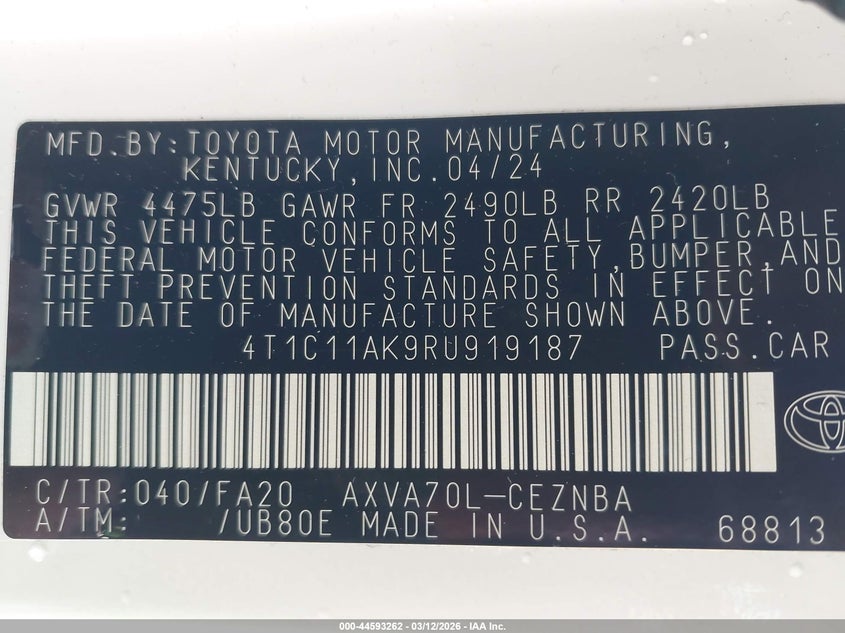 MFD.BY:TOYOTA MOTOR MANUFACTURING,
KENTUCKY,INC.04/24
GVWR 4475LB GAWR FR 2490LB RR 2420LB
THIS VEHICLE CONFORMS TO ALL APPLICABLE
FEDERAL MOTOR VEHICLE SAFETY,BUMPER,AND
THEFT PREVENTION STANDARDS IN EFFECT ON
THE DATE OF MANUFACTURE SHOWN ABOVE.
4T1C11AK9RU919187 PASS.CAR
C/TR:040/FA20 AXVA70L-CEZNBA
A/TM: /UB80E MADE IN U.S.A. 68813
000-44593262 - 03/12/2026 - IAA Inc.